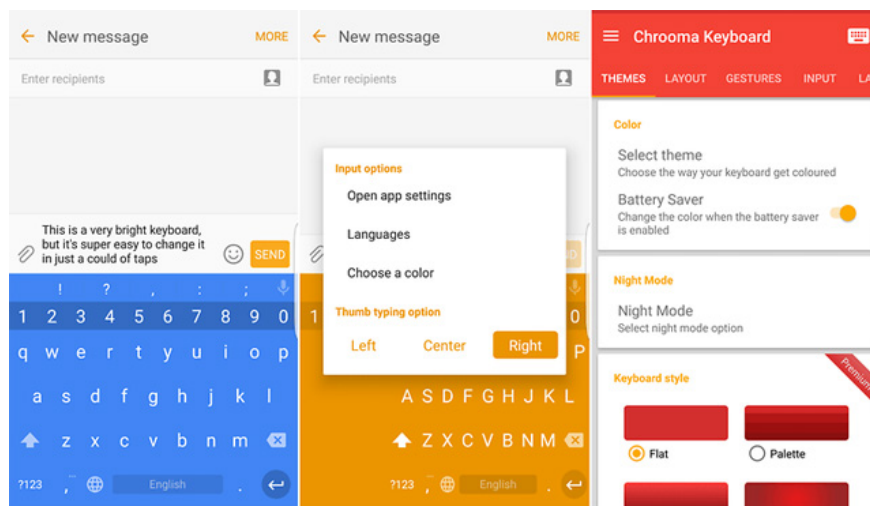 New message MORE
Enter recipients
This is a very bright keyboard,
but it's super easy to change it
in just a could of taps
SEND
! ? , : ;
1 2 3 4 5 6 7 8 9 0
q w e r t y u i o p
a s d f g h j k l
z x c v b n m
?123 , English .
New message MORE
Enter recipients
Input options
Open app settings
Languages
Choose a color
Thumb typing option
Left Center Right
1 0
P
A S D F G H J K L
Z X C V B N M
?123 , English .
Chrooma Keyboard
THEMES LAYOUT GESTURES INPUT LA
Color
Select theme
Choose the way your keyboard get coloured
Battery Saver
Change the color when the battery saver
is enabled
Night Mode
Night Mode
Select night mode option
Keyboard style
Premium
Flat Palette